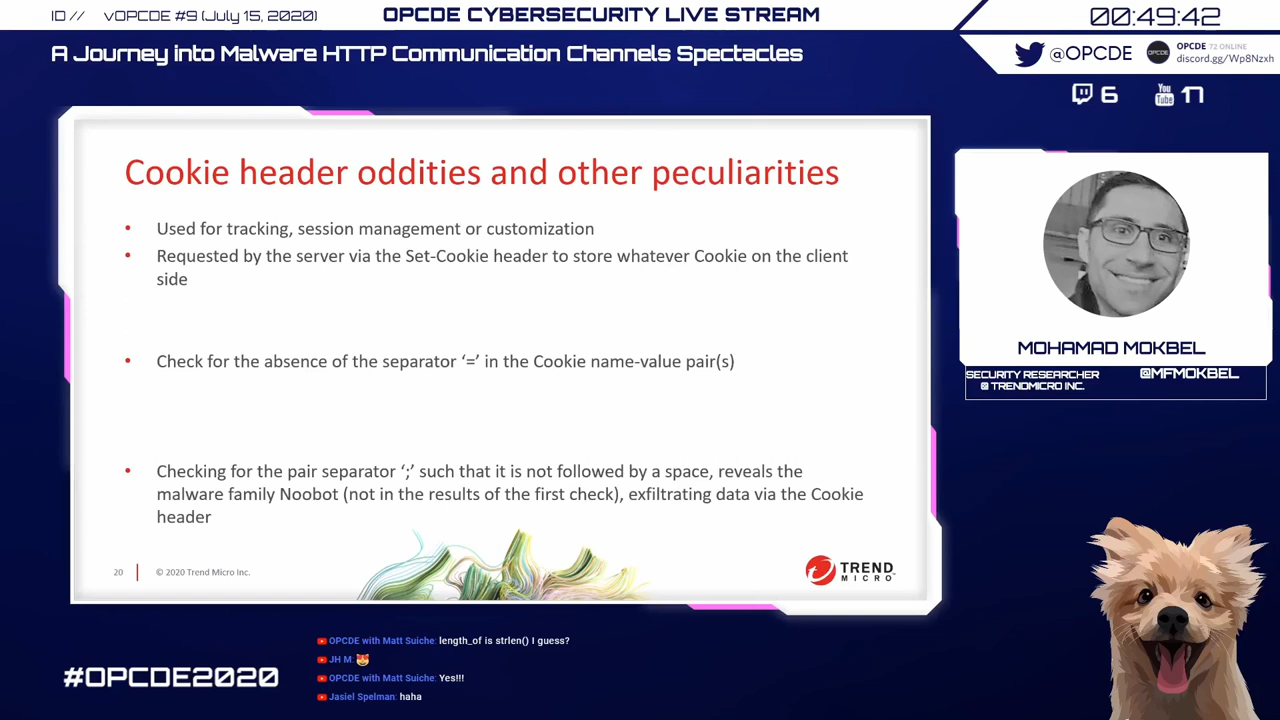 ID // vOPCDE #9 (July 15, 2020)
OPCDE CYBERSECURITY LIVE STREAM
00:49:42
A Journey into Malware HTTP Communication Channels Spectacles
@OPCDE
OPCDE
OPCDE 72 ONLINE
discord.gg/Wp8Nzxh
6
You Tube 17
Cookie header oddities and other peculiarities
• Used for tracking, session management or customization
• Requested by the server via the Set-Cookie header to store whatever Cookie on the client
side
• Check for the absence of the separator ‘=’ in the Cookie name-value pair(s)
• Checking for the pair separator ‘;’ such that it is not followed by a space, reveals the
malware family Noobot (not in the results of the first check), exfiltrating data via the Cookie
header
20
© 2020 Trend Micro Inc.
TREND
MICRO
MOHAMAD MOKBEL
SECURITY RESEARCHER
@ TRENDMICRO INC.
@MFMOKBEL
#OPCDE2020
OPCDE with Matt Suiche: length_of is strlen() I guess?
JH M:
OPCDE with Matt Suiche: Yes!!!
Jasiel Spelman: haha